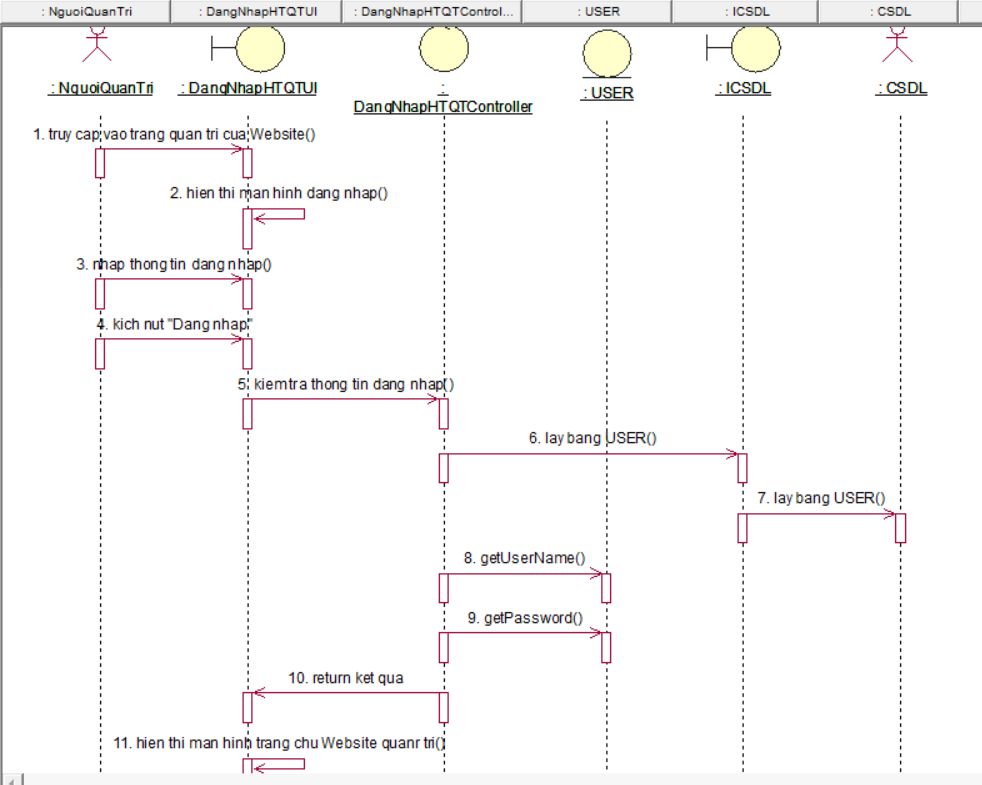 : NguoiQuanTri
: DangNhapHTQTUI
: DangNhapHTQTControl...
: USER
: ICSDL
: CSDL
: NguoiQuanTri
: DangNhapHTQTUI
:
DangNhapHTQTController
: USER
: ICSDL
: CSDL
1. truy cap vao trang quan tri cua Website()
2. hien thi man hinh dang nhap()
3. nhap thong tin dang nhap()
4. kich nut "Dang nhap"
5. kiem tra thong tin dang nhap()
6. lay bang USER()
7. lay bang USER()
8. getUserName()
9. getPassword()
10. return ket qua
11. hien thi man hinh trang chu Website quanr tri()